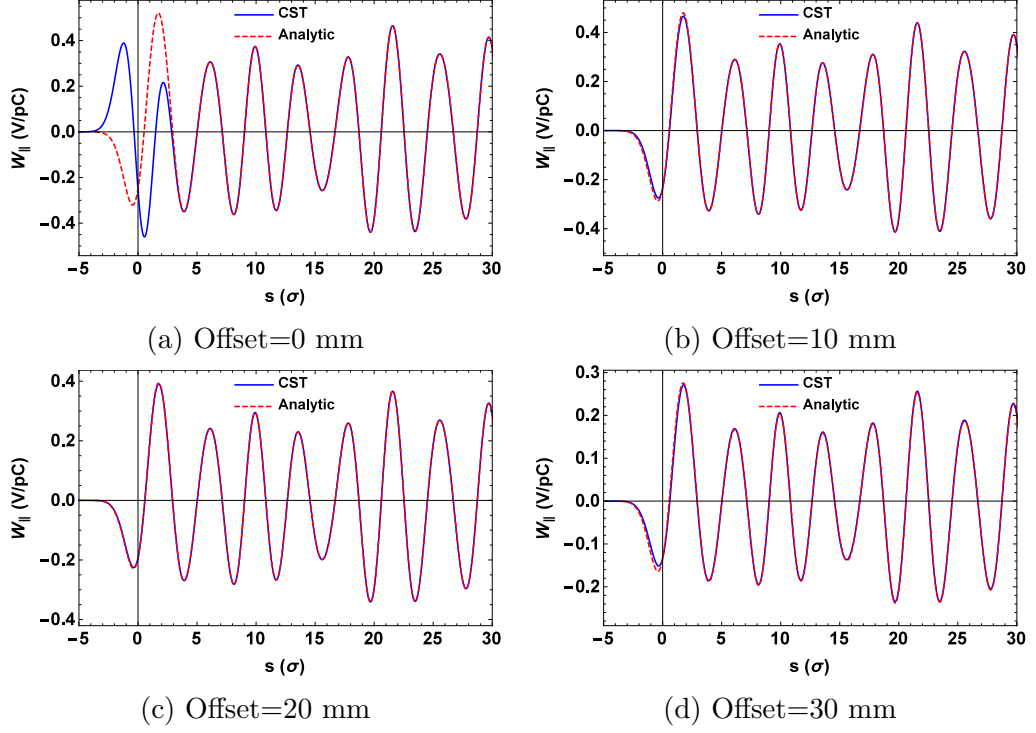 CST
Analytic
W∥ (V/pC)
0.4
0.2
0.0
−0.2
−0.4
−5 0 5 10 15 20 25 30
s (σ)
(a) Offset=0 mm
CST
Analytic
W∥ (V/pC)
0.4
0.2
0.0
−0.2
−0.4
−5 0 5 10 15 20 25 30
s (σ)
(b) Offset=10 mm
CST
Analytic
W∥ (V/pC)
0.4
0.2
0.0
−0.2
−0.4
−5 0 5 10 15 20 25 30
s (σ)
(c) Offset=20 mm
CST
Analytic
W∥ (V/pC)
0.3
0.2
0.1
0.0
−0.1
−0.2
−5 0 5 10 15 20 25 30
s (σ)
(d) Offset=30 mm